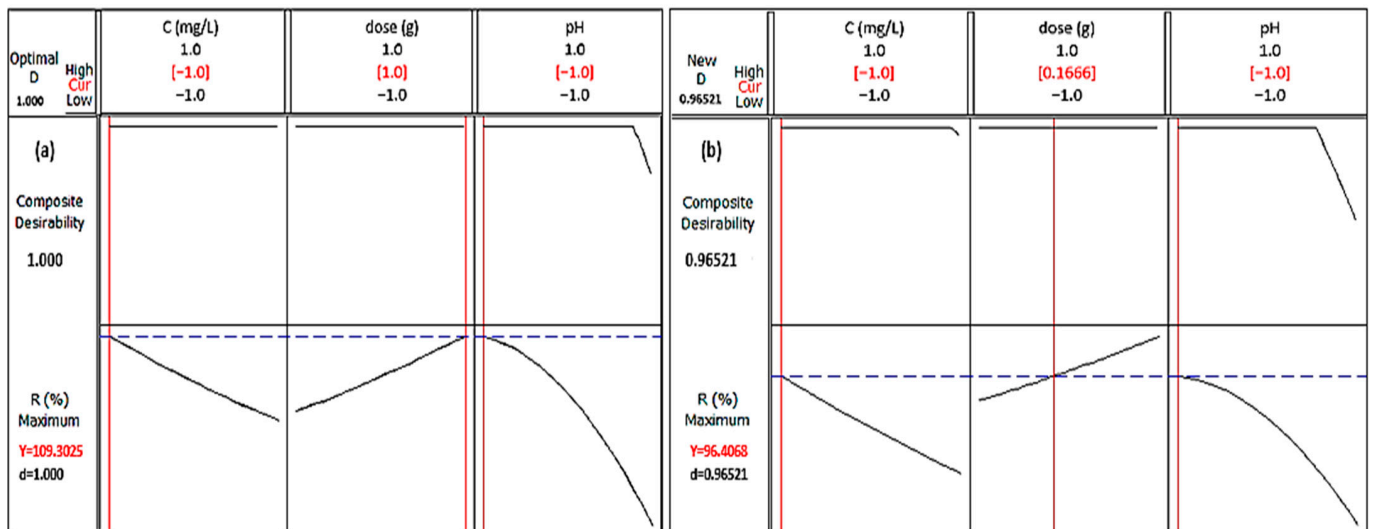 Optimal
D
1.000
High
Cur
Low
C (mg/L)
1.0
[−1.0]
−1.0
dose (g)
1.0
[1.0]
−1.0
pH
1.0
[−1.0]
−1.0
(a)
Composite
Desirability
1.000
R (%)
Maximum
Y=109.3025
d=1.000
New
D
0.96521
High
Cur
Low
C (mg/L)
1.0
[−1.0]
−1.0
dose (g)
1.0
[0.1666]
−1.0
pH
1.0
[−1.0]
−1.0
(b)
Composite
Desirability
0.96521
R (%)
Maximum
Y=96.4068
d=0.96521